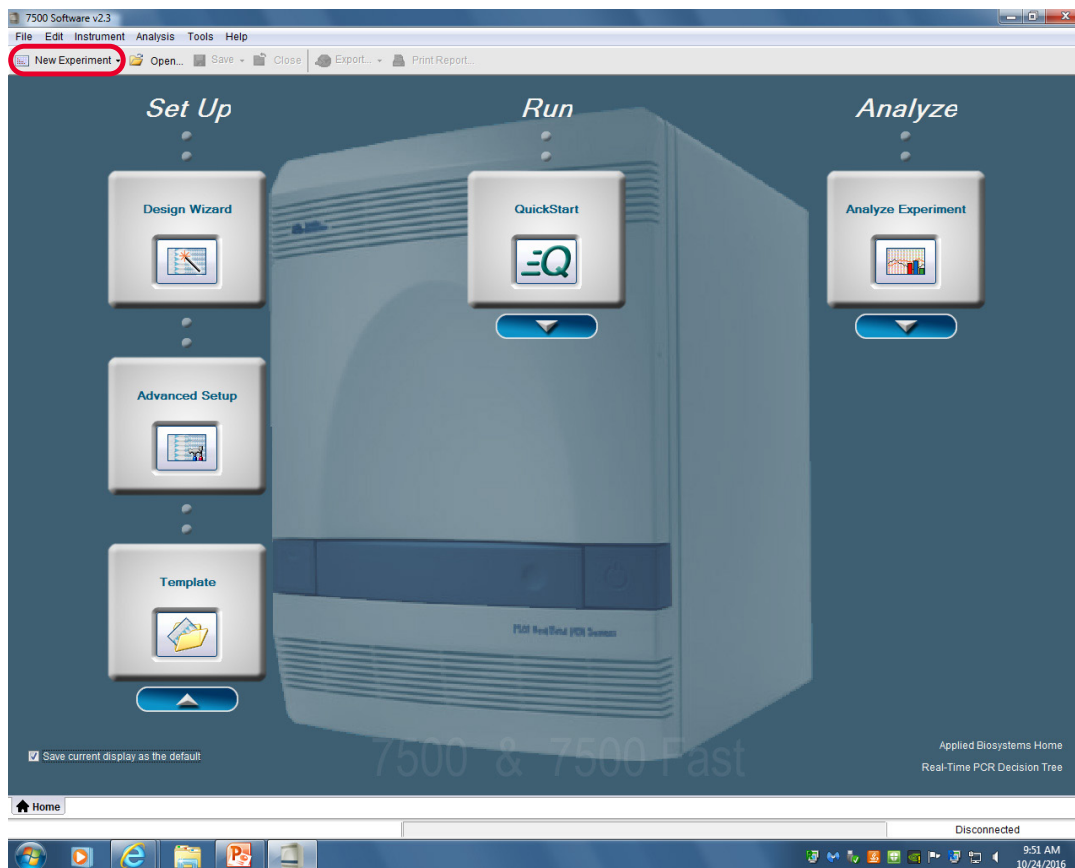 7500 Software v2.3
File Edit Instrument Analysis Tools Help
New Experiment Open... Save Close Export... Print Report...
Set Up
Run
Analyze
Design Wizard
QuickStart
Analyze Experiment
Q
Advanced Setup
Template
7500 & 7500 Fast
Save current display as the default
Applied Biosystems Home
Real-Time PCR Decision Tree
Home
Disconnected
9:51 AM
10/24/2016